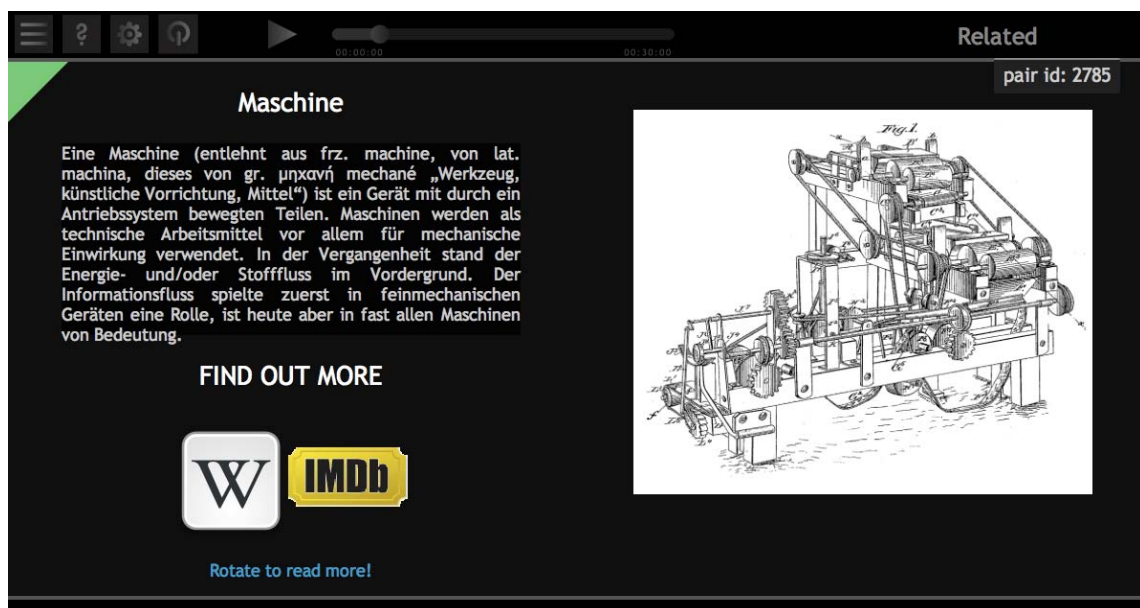 ?
00:00:00
00:30:00
Related
pair id: 2785
Maschine
Eine Maschine (entlehnt aus frz. machine, von lat.
machina, dieses von gr. μηχανή mechané „Werkzeug,
künstliche Vorrichtung, Mittel“) ist ein Gerät mit durch ein
Antriebssystem bewegten Teilen. Maschinen werden als
technische Arbeitsmittel vor allem für mechanische
Einwirkung verwendet. In der Vergangenheit stand der
Energie- und/oder Stofffluss im Vordergrund. Der
Informationsfluss spielte zuerst in feinmechanischen
Geräten eine Rolle, ist heute aber in fast allen Maschinen
von Bedeutung.
FIND OUT MORE
W
IMDb
Rotate to read more!
Fig. 1.